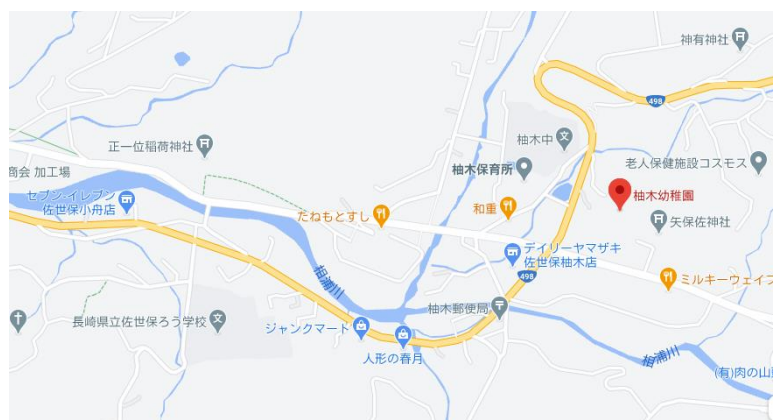 神有神社
498
柚木中
正一位稲荷神社
柚木保育所
老人保健施設コスモス
商会 加工場
柚木幼稚園
セブン-イレブン
佐世保小舟店
和重
たねもとすし
矢保佐神社
デイリーヤマザキ
佐世保柚木店
相浦川
ミルキーウェイブ
498
柚木郵便局
長崎県立佐世保ろう学校
ジャンクマート
人形の春月
相浦川
(有)肉の山